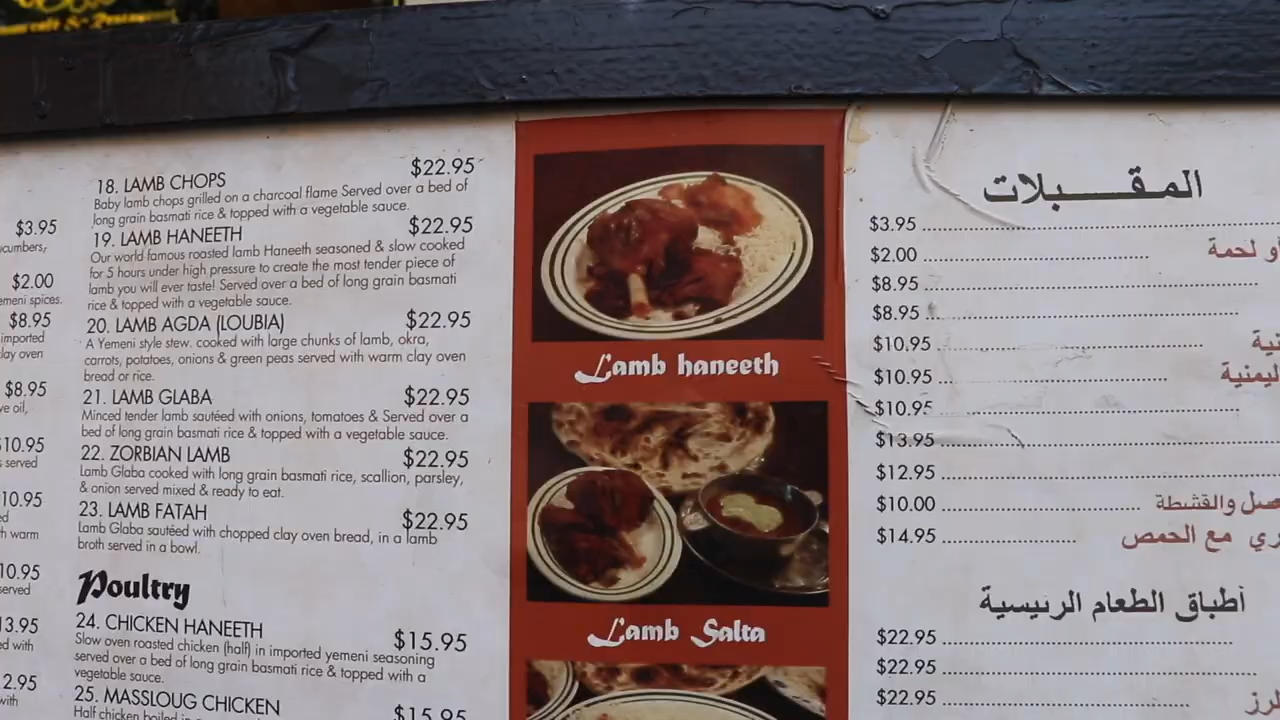 $3.95
$2.00
$8.95
$8.95
$10.95
served
10.95
10.95
served
13.95
2.95
18. LAMB CHOPS $22.95
Baby lamb chops grilled on a charcoal flame Served over a bed of
long grain basmati rice & topped with a vegetable sauce.
19. LAMB HANEETH $22.95
Our world famous roasted lamb Haneeth seasoned & slow cooked
for 5 hours under high pressure to create the most tender piece of
lamb you will ever taste! Served over a bed of long grain basmati
rice & topped with a vegetable sauce.
20. LAMB AGDA (LOUBIA) $22.95
A Yemeni style stew. cooked with large chunks of lamb, okra,
carrots, potatoes, onions & green peas served with warm clay oven
bread or rice.
21. LAMB GLABA $22.95
Minced tender lamb sautéed with onions, tomatoes & Served over a
bed of long grain basmati rice & topped with a vegetable sauce.
22. ZORBIAN LAMB $22.95
Lamb Glaba cooked with long grain basmati rice, scallion, parsley,
& onion served mixed & ready to eat.
23. LAMB FATAH $22.95
Lamb Glaba sautéed with chopped clay oven bread, in a lamb
broth served in a bowl.
Poultry
24. CHICKEN HANEETH $15.95
Slow oven roasted chicken (half) in imported yemeni seasoning
served over a bed of long grain basmati rice & topped with a
vegetable sauce.
25. MASSLOUG CHICKEN $15.95
Half chicken boiled
Lamb haneeth
Lamb Salta
المقـبلات
$3.95
$2.00 او لحمة
$8.95
$8.95
$10.95
$10.95
$10.95
$13.95
$12.95
$10.00 والقشطة
$14.95 مع الحمص
أطباق الطعام الرئيسية
$22.95
$22.95
$22.95